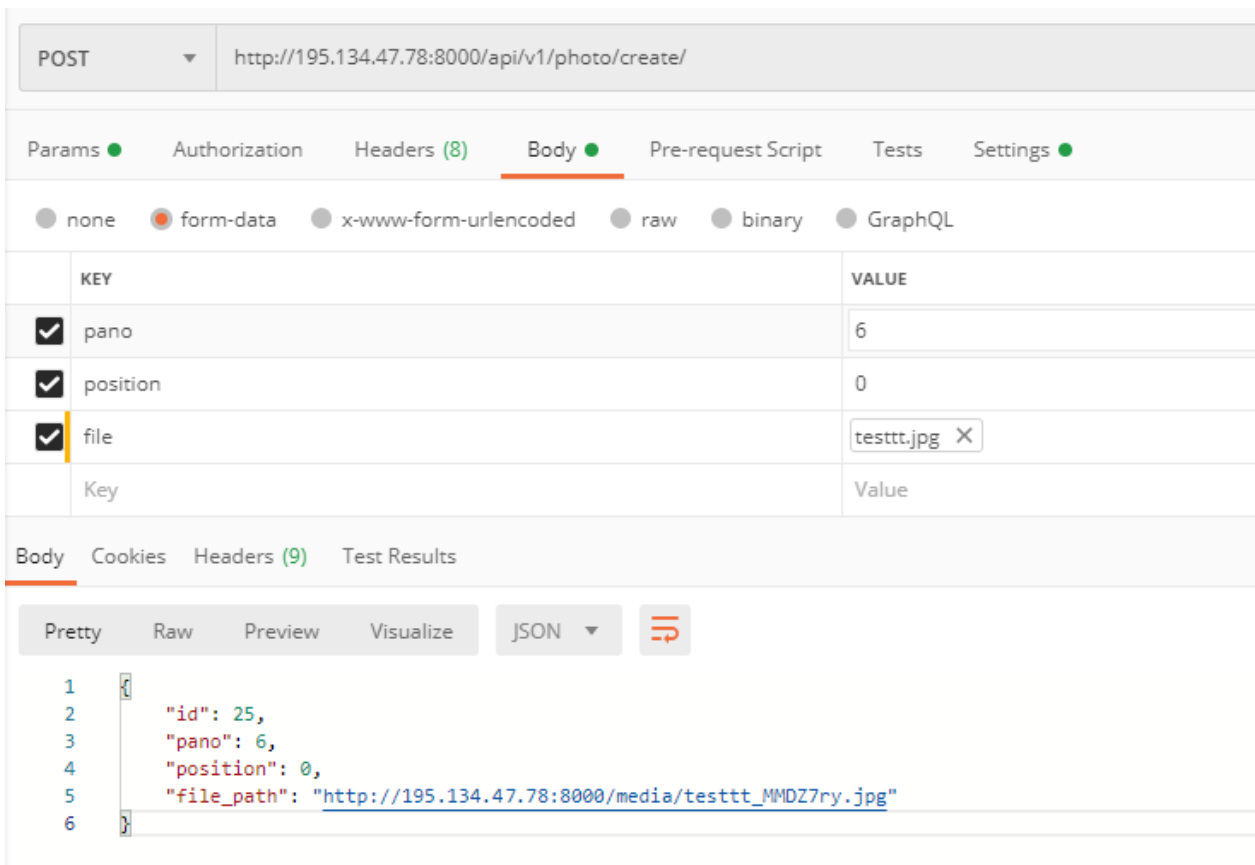 POST http://195.134.47.78:8000/api/v1/photo/create/
Params Authorization Headers (8) Body Pre-request Script Tests Settings
none form-data x-www-form-urlencoded raw binary GraphQL
KEY VALUE
pano 6
position 0
file testtt.jpg
Key Value
Body Cookies Headers (9) Test Results
Pretty Raw Preview Visualize JSON
1 {
2 "id": 25,
3 "pano": 6,
4 "position": 0,
5 "file_path": "http://195.134.47.78:8000/media/testtt_MMDZ7ry.jpg"
6 }